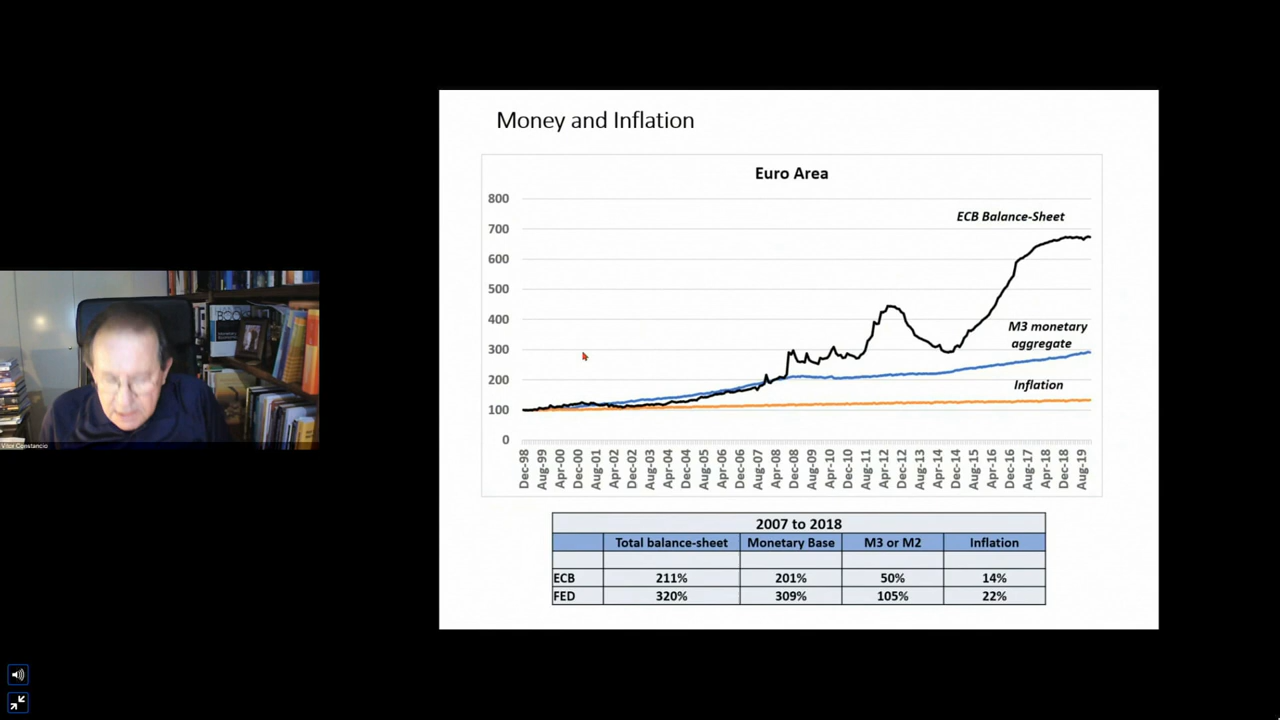 Money and Inflation
Euro Area
800
700
600
500
400
300
200
100
0
ECB Balance-Sheet
M3 monetary
aggregate
Inflation
Dec-98 Aug-99 Apr-00 Dec-00 Aug-01 Apr-02 Dec-02 Aug-03 Apr-04 Dec-04 Aug-05 Apr-06 Dec-06 Aug-07 Apr-08 Dec-08 Aug-09 Apr-10 Dec-10 Aug-11 Apr-12 Dec-12 Aug-13 Apr-14 Dec-14 Aug-15 Apr-16 Dec-16 Aug-17 Apr-18 Dec-18 Aug-19
2007 to 2018
Total balance-sheet Monetary Base M3 or M2 Inflation
ECB 211% 201% 50% 14%
FED 320% 309% 105% 22%
Vitor Constancio